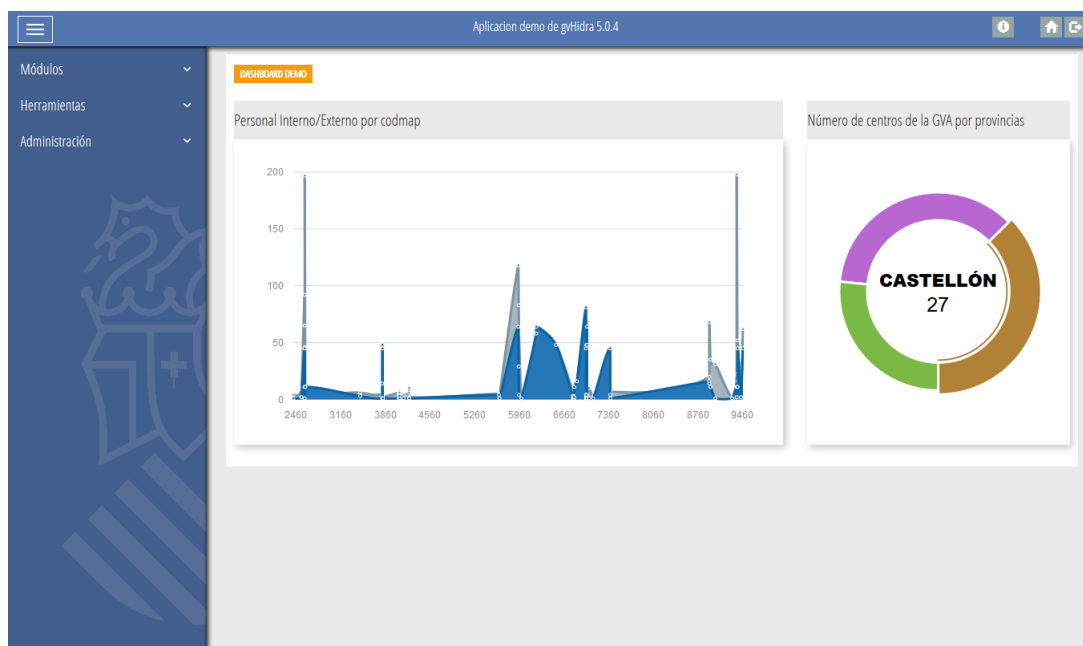 Aplicacion demo de gvHidra 5.0.4
Módulos
Herramientas
Administración
DASHBOARD DEMO
Personal Interno/Externo por codmap
200
150
100
50
0
2460 3160 3860 4560 5260 5960 6660 7360 8060 8760 9460
Número de centros de la GVA por provincias
CASTELLÓN
27